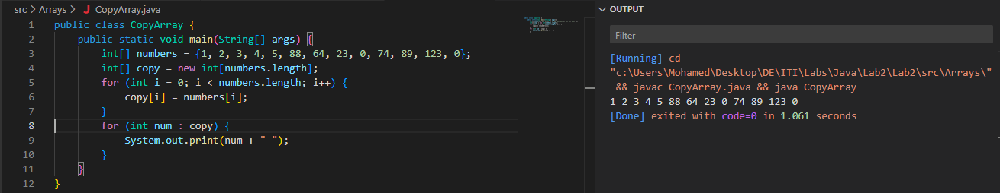 src > Arrays > J CopyArray.java
1 public class CopyArray {
2 public static void main(String[] args) {
3 int[] numbers = {1, 2, 3, 4, 5, 88, 64, 23, 0, 74, 89, 123, 0};
4 int[] copy = new int[numbers.length];
5 for (int i = 0; i < numbers.length; i++) {
6 copy[i] = numbers[i];
7 }
8 for (int num : copy) {
9 System.out.print(num + " ");
10 }
11 }
12 }
OUTPUT
Filter
[Running] cd
"c:\Users\Mohamed\Desktop\DE\ITI\Labs\Java\Lab2\Lab2\src\Arrays\"
&& javac CopyArray.java && java CopyArray
1 2 3 4 5 88 64 23 0 74 89 123 0
[Done] exited with code=0 in 1.061 seconds